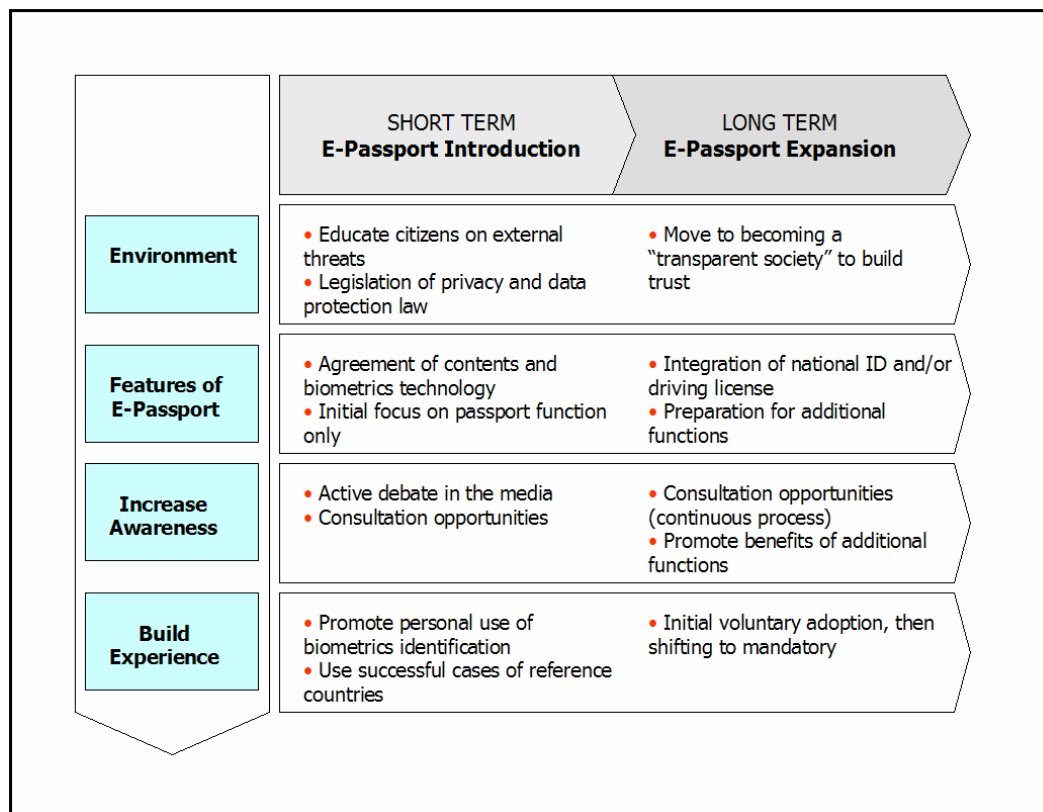 SHORT TERM
E-Passport Introduction
LONG TERM
E-Passport Expansion
Environment
• Educate citizens on external
threats
• Legislation of privacy and data
protection law
• Move to becoming a
“transparent society” to build
trust
Features of
E-Passport
• Agreement of contents and
biometrics technology
• Initial focus on passport function
only
• Integration of national ID and/or
driving license
• Preparation for additional
functions
Increase
Awareness
• Active debate in the media
• Consultation opportunities
• Consultation opportunities
(continuous process)
• Promote benefits of additional
functions
Build
Experience
• Promote personal use of
biometrics identification
• Use successful cases of reference
countries
• Initial voluntary adoption, then
shifting to mandatory